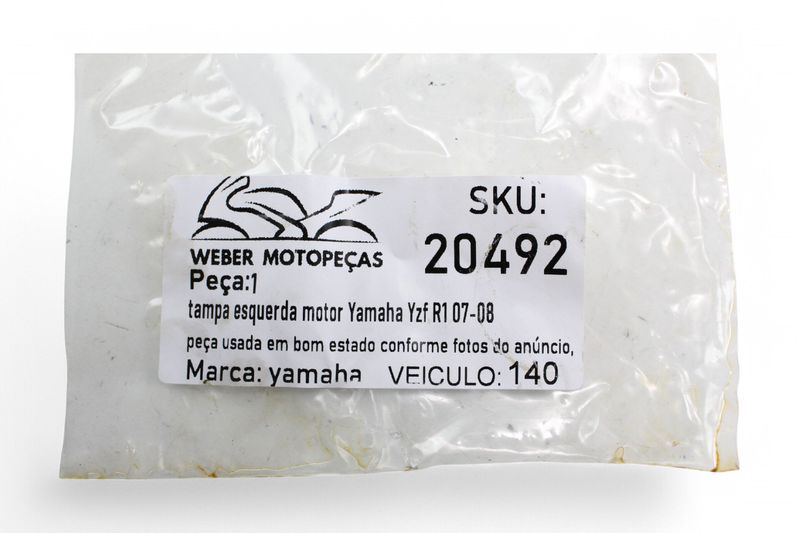 WEBER MOTOPEÇAS
SKU:
20492
Peça:1
tampa esquerda motor Yamaha Yzf R1 07-08
peça usada em bom estado conforme fotos do anúncio,
Marca: yamaha VEICULO: 140